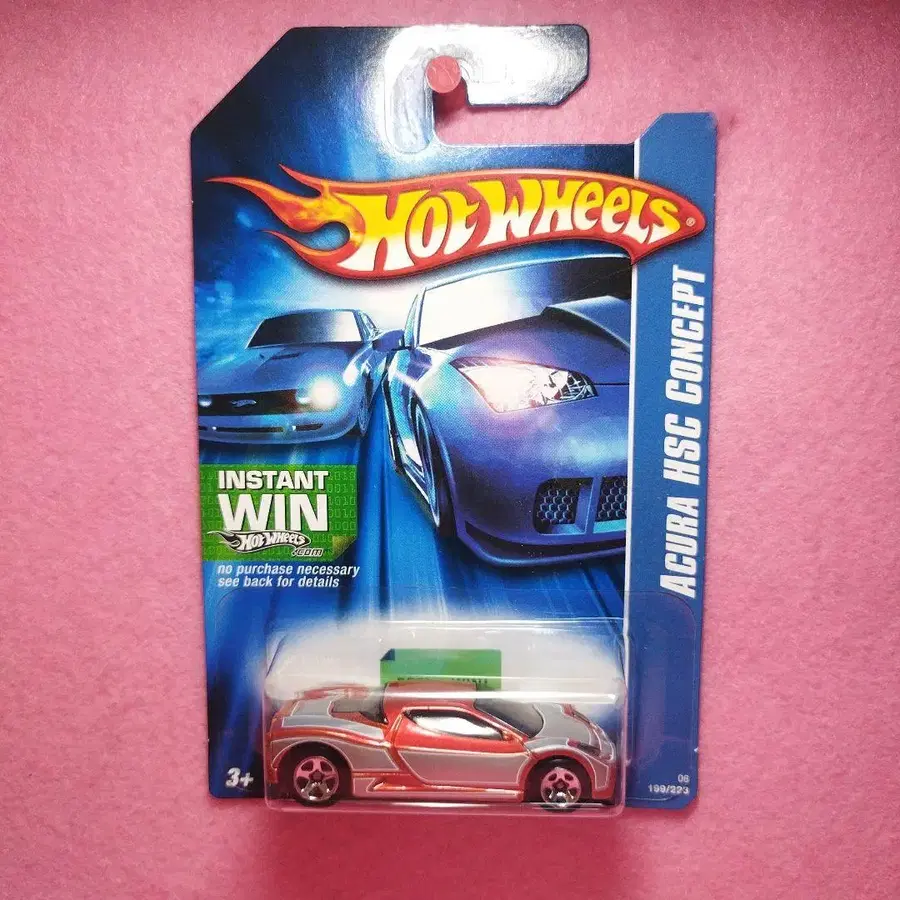 HOT WHEELS®
ACURA HSC CONCEPT
INSTANT
WIN
HOT WHEELS
.COM
no purchase necessary
see back for details
3+
06
199/223